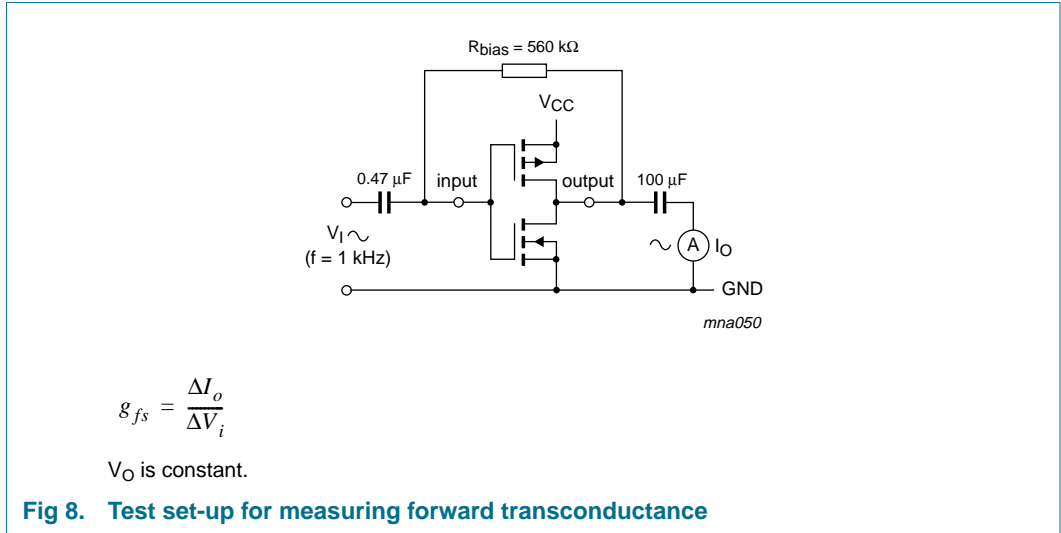 Rbias = 560 kΩ
VCC
0.47 μF
input
output
100 μF
VI
(f = 1 kHz)
A
IO
GND
mna050
gfs = ΔIo / ΔVi
VO is constant.
Fig 8. Test set-up for measuring forward transconductance